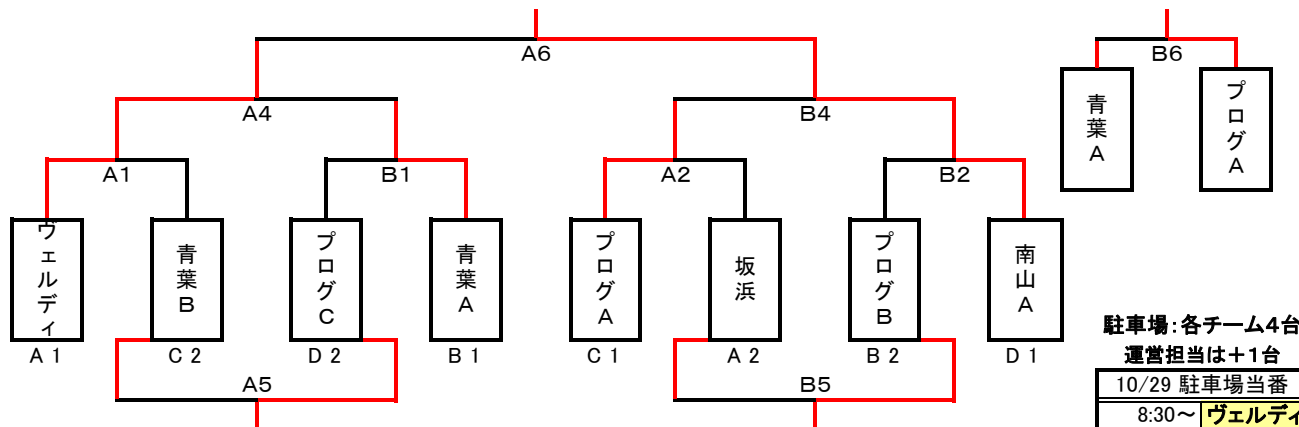 A6
B6
青葉A
プログA
A4
B4
A1
B1
A2
B2
ヴェルディ
青葉B
プログC
青葉A
プログA
坂浜
プログB
南山A
A1
C2
D2
B1
C1
A2
B2
D1
A5
B5
駐車場:各チーム4台
運営担当は+1台
10/29 駐車場当番
8:30~ ヴェルディ